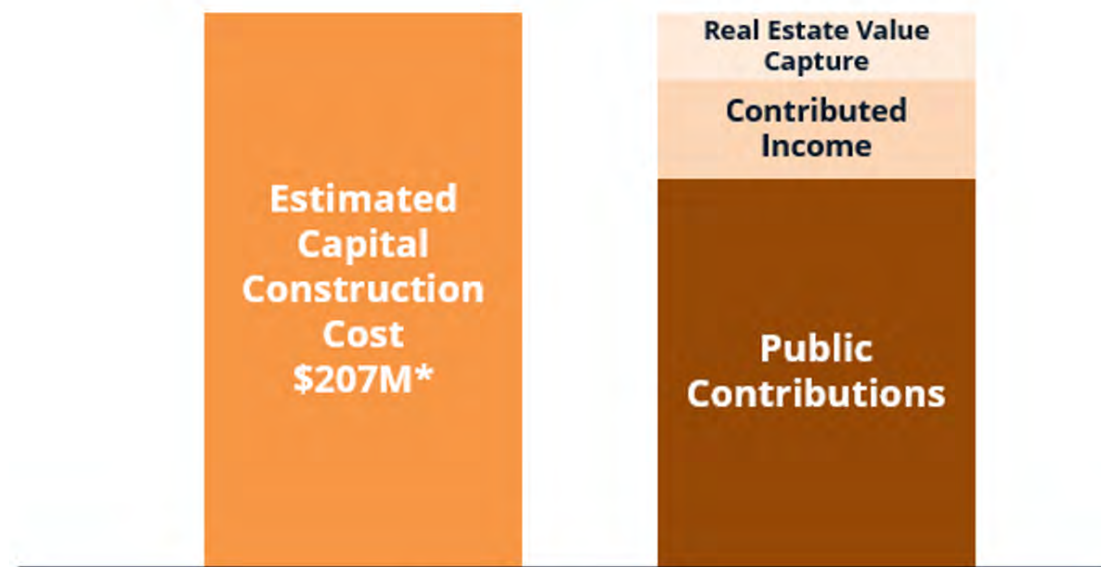 Estimated
Capital
Construction
Cost
$207M*
Real Estate Value
Capture
Contributed
Income
Public
Contributions